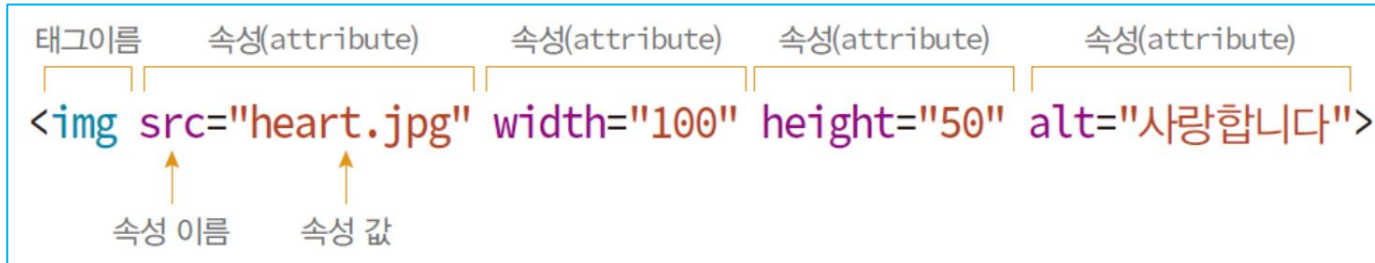 태그이름 속성(attribute) 속성(attribute) 속성(attribute) 속성(attribute)
<img src="heart.jpg" width="100" height="50" alt="사랑합니다">
속성 이름 속성 값